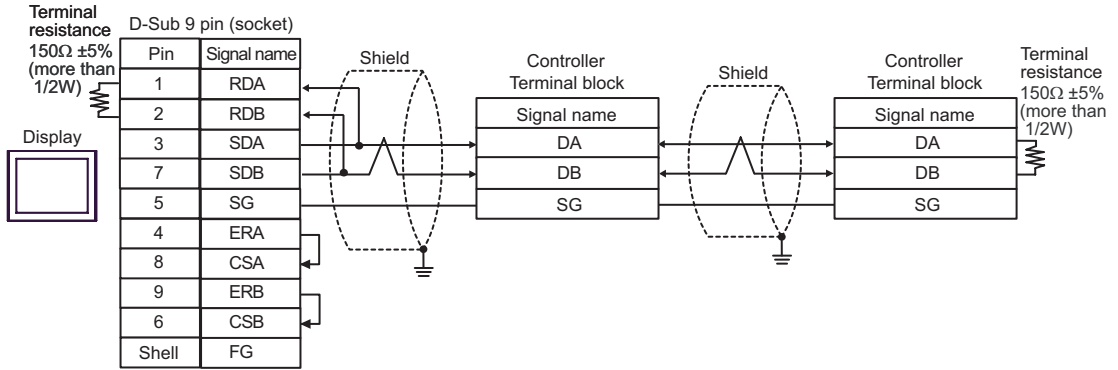 Terminal
resistance
150Ω ±5%
(more than
1/2W)
D-Sub 9 pin (socket)
Pin Signal name
1 RDA
2 RDB
3 SDA
7 SDB
5 SG
4 ERA
8 CSA
9 ERB
6 CSB
Shell FG
Display
Shield
Controller
Terminal block
Signal name
DA
DB
SG
Shield
Controller
Terminal block
Signal name
DA
DB
SG
Terminal
resistance
150Ω ±5%
(more than
1/2W)